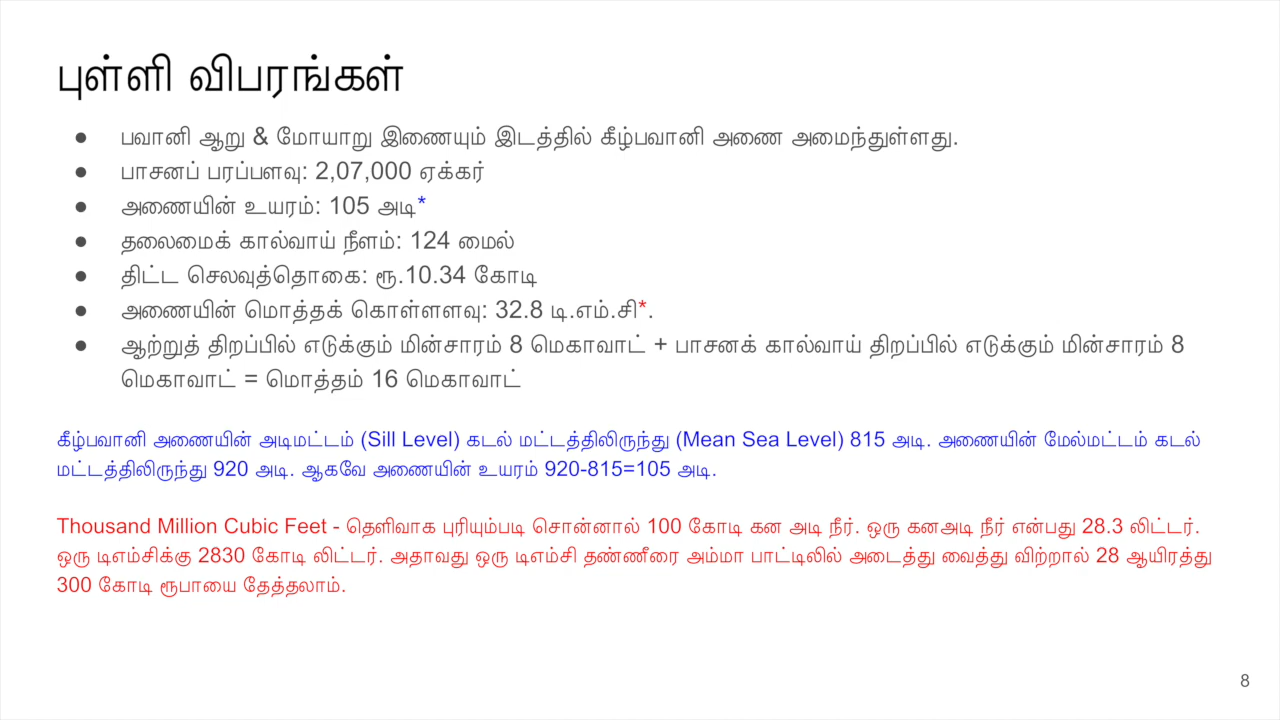 புள்ளி விபரங்கள்
● பவானி ஆறு & மோயாறு இணையும் இடத்தில் கீழ்பவானி அணை அமைந்துள்ளது.
● பாசனப் பரப்பளவு: 2,07,000 ஏக்கர்
● அணையின் உயரம்: 105 அடி*
● தலைமைக் கால்வாய் நீளம்: 124 மைல்
● திட்ட செலவுத்தொகை: ரூ.10.34 கோடி
● அணையின் மொத்தக் கொள்ளளவு: 32.8 டி.எம்.சி*.
● ஆற்றுத் திறப்பில் எடுக்கும் மின்சாரம் 8 மெகாவாட் + பாசனக் கால்வாய் திறப்பில் எடுக்கும் மின்சாரம் 8
மெகாவாட் = மொத்தம் 16 மெகாவாட்
கீழ்பவானி அணையின் அடிமட்டம் (Sill Level) கடல் மட்டத்திலிருந்து (Mean Sea Level) 815 அடி. அணையின் மேல்மட்டம் கடல்
மட்டத்திலிருந்து 920 அடி. ஆகவே அணையின் உயரம் 920-815=105 அடி.
Thousand Million Cubic Feet - தெளிவாக புரியும்படி சொன்னால் 100 கோடி கன அடி நீர். ஒரு கனஅடி நீர் என்பது 28.3 லிட்டர்.
ஒரு டிஎம்சிக்கு 2830 கோடி லிட்டர். அதாவது ஒரு டிஎம்சி தண்ணீரை அம்மா பாட்டிலில் அடைத்து வைத்து விற்றால் 28 ஆயிரத்து
300 கோடி ரூபாயை தேத்தலாம்.
8